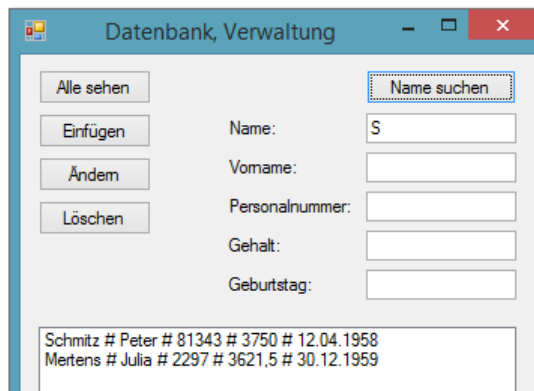 Datenbank, Verwaltung
Alle sehen
Name suchen
Einfügen
Name: S
Ändern
Vorname:
Löschen
Personalnummer:
Gehalt:
Geburtstag:
Schmitz # Peter # 81343 # 3750 # 12.04.1958
Mertens # Julia # 2297 # 3621,5 # 30.12.1959